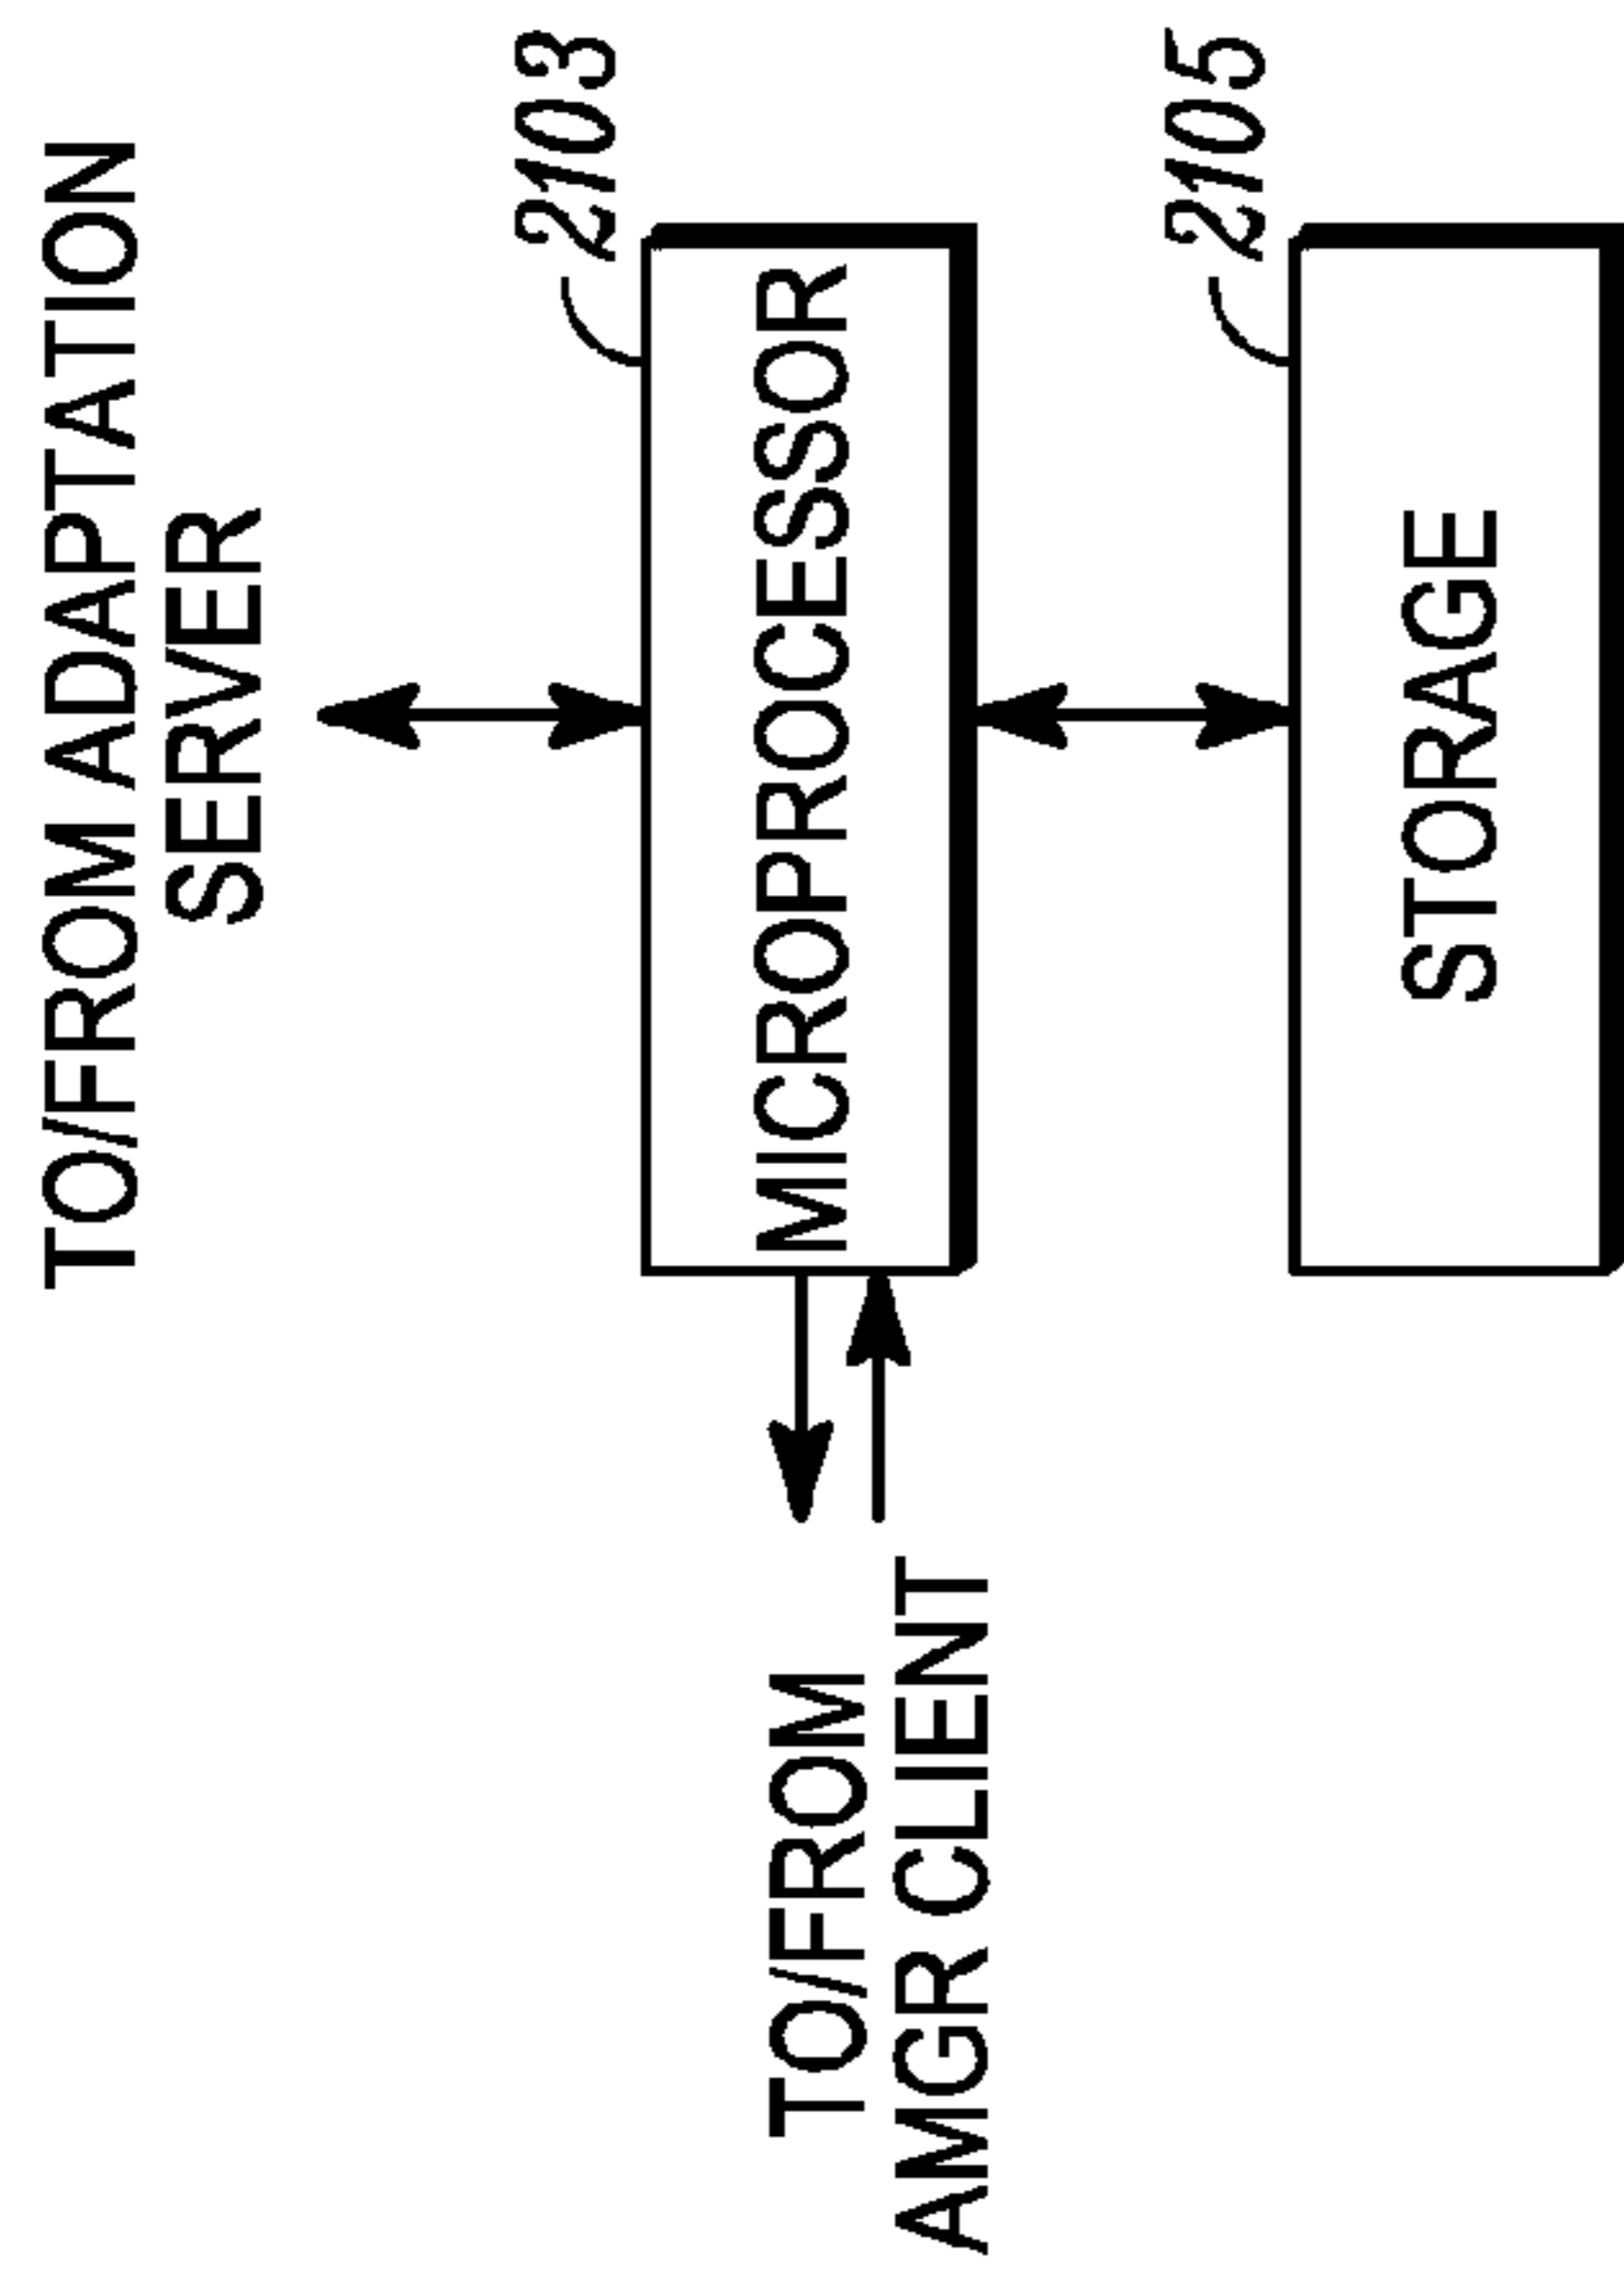 TO/FROM ADAPTATION
SERVER
2103
MICROPROCESSOR
TO/FROM
AMGR CLIENT
2105
STORAGE